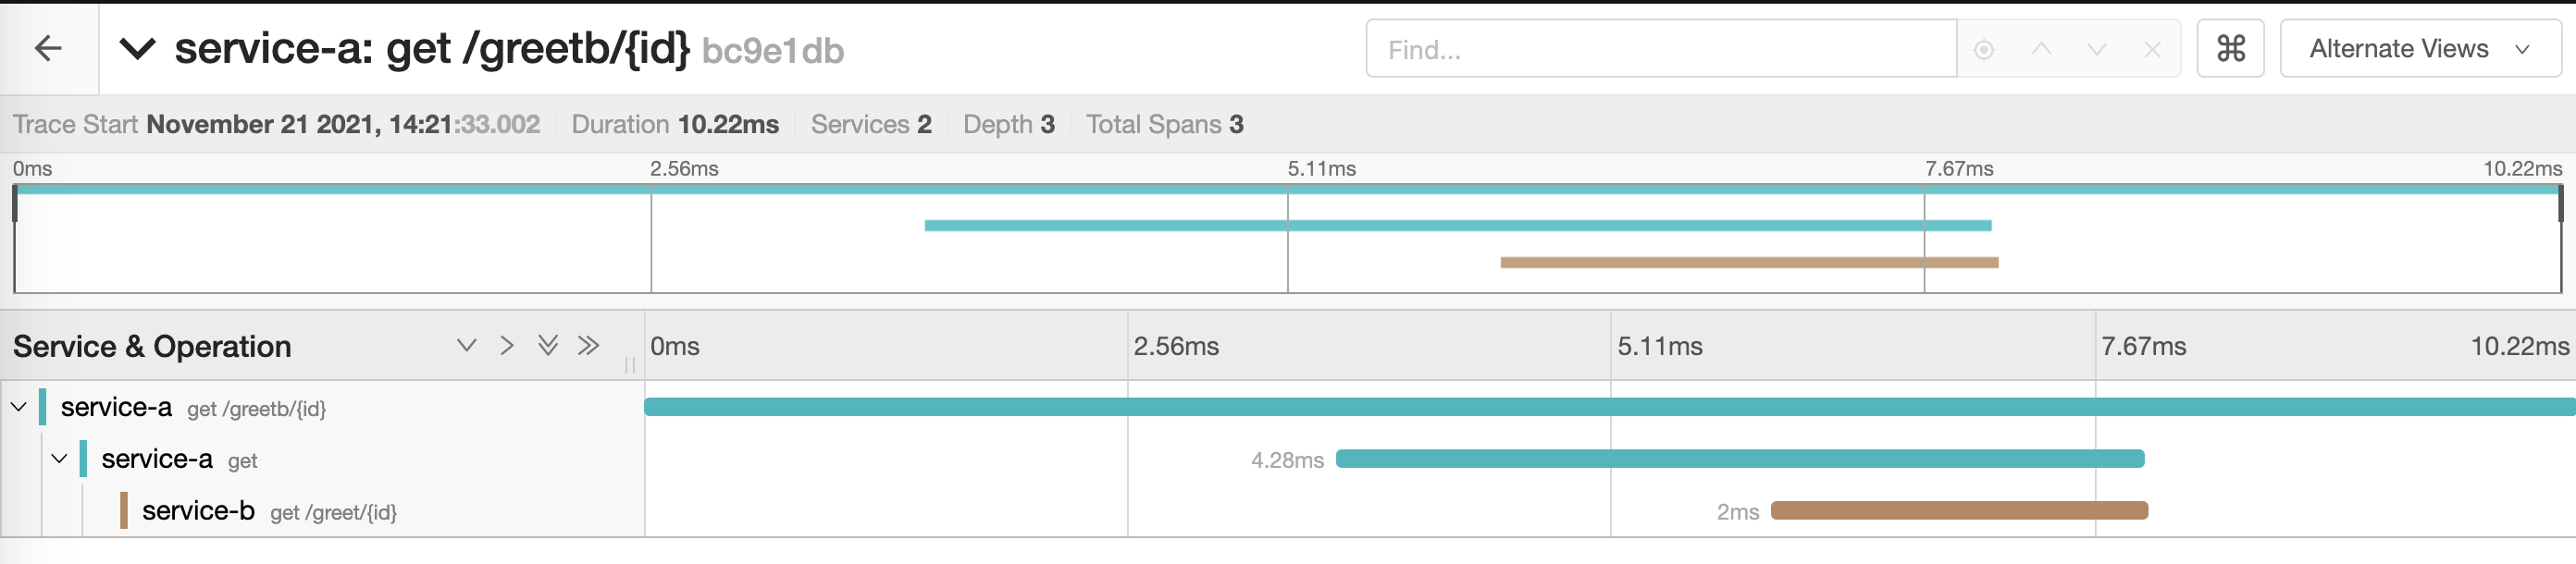 service-a: get /greetb/{id} bc9e1db Find... ⌘ Alternate Views
Trace Start November 21 2021, 14:21:33.002 Duration 10.22ms Services 2 Depth 3 Total Spans 3
0ms 2.56ms 5.11ms 7.67ms 10.22ms
Service & Operation 0ms 2.56ms 5.11ms 7.67ms 10.22ms
service-a get /greetb/{id}
service-a get 4.28ms
service-b get /greet/{id} 2ms